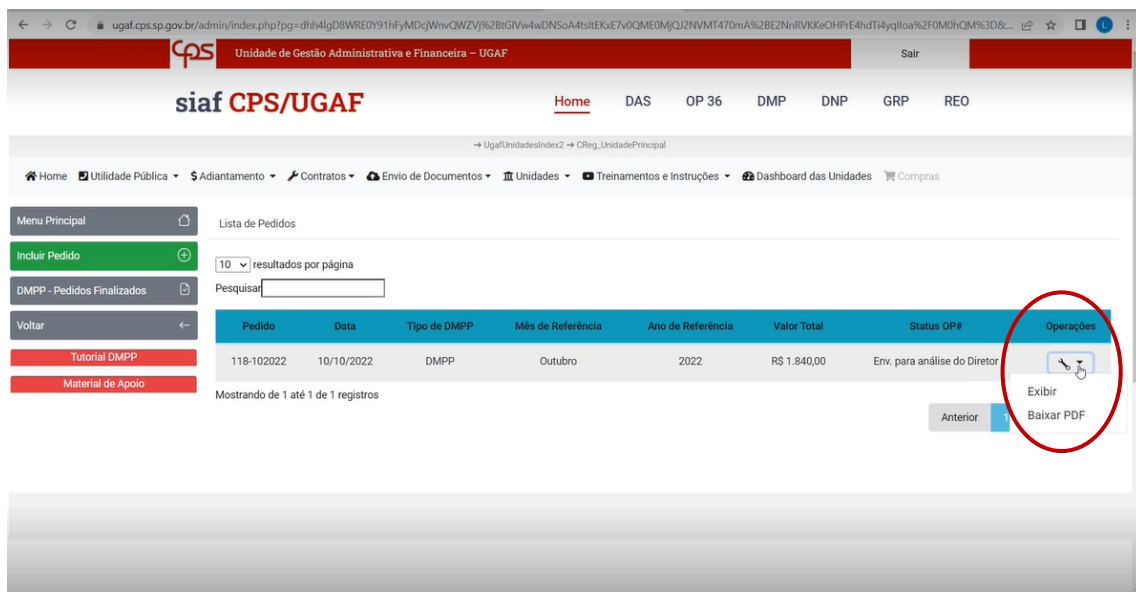 ugaf.cps.sp.gov.br/admin/index.php?pg=dhh4IgD8WRE0Y91hFyMDcjWnvQWZVj%2BtGIVw4wDNSoA4tsItEKxE7v0QME0MjQJ2NVMT470mA%2BE2NnRVKKeOHPrE4hdTi4yqIloa%2F0M0hQM%3D&... L
cps Unidade de Gestão Administrativa e Financeira – UGAF Sair
siaf CPS/UGAF Home DAS OP 36 DMP DNP GRP REO
→ UgafUnidadesIndex2 → CReg_UnidadePrincipal
Home Utilidade Pública Adiantamento Contratos Envio de Documentos Unidades Treinamentos e Instruções Dashboard das Unidades Compras
Menu Principal
Incluir Pedido
DMPP - Pedidos Finalizados
Voltar
Tutorial DMPP
Material de Apoio
Lista de Pedidos
10 resultados por página
Pesquisar
Pedido Data Tipo de DMPP Mês de Referência Ano de Referência Valor Total Status OP# Operações
118-102022 10/10/2022 DMPP Outubro 2022 R$ 1.840,00 Env. para análise do Diretor
Exibir
Baixar PDF
Mostrando de 1 até 1 de 1 registros
Anterior 1